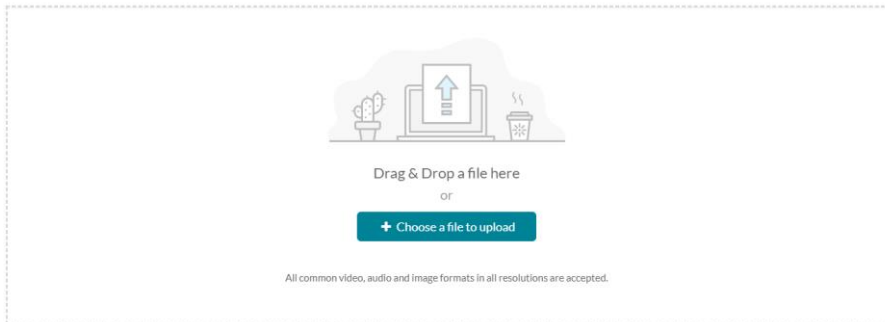 Drag & Drop a file here
or
+ Choose a file to upload
All common video, audio and image formats in all resolutions are accepted.